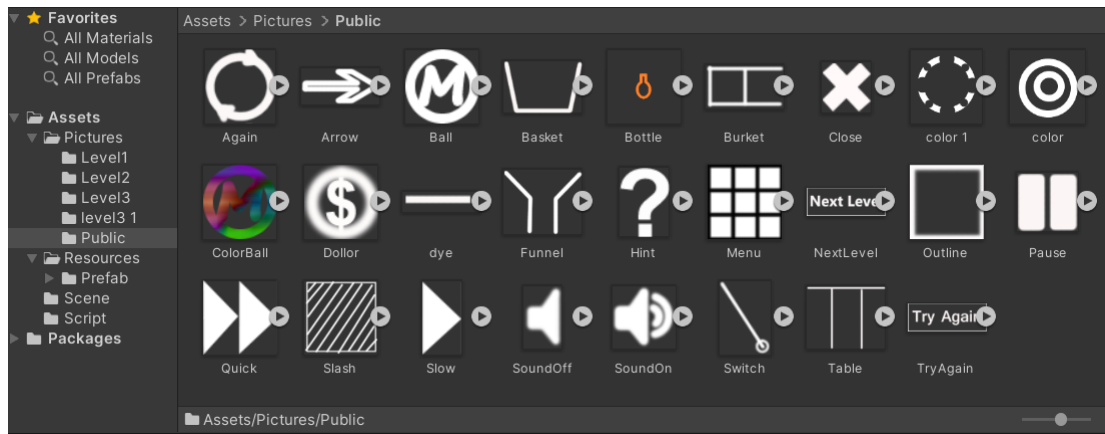 Favorites
All Materials
All Models
All Prefabs
Assets
Pictures
Level1
Level2
Level3
level3 1
Public
Resources
Prefab
Scene
Script
Packages
Assets > Pictures > Public
M
Again Arrow Ball Basket Bottle Burket Close color 1 color
M $ ? Next Leve
ColorBall Dollor dye Funnel Hint Menu NextLevel Outline Pause
Try Again
Quick Slash Slow SoundOff SoundOn Switch Table TryAgain
Assets/Pictures/Public